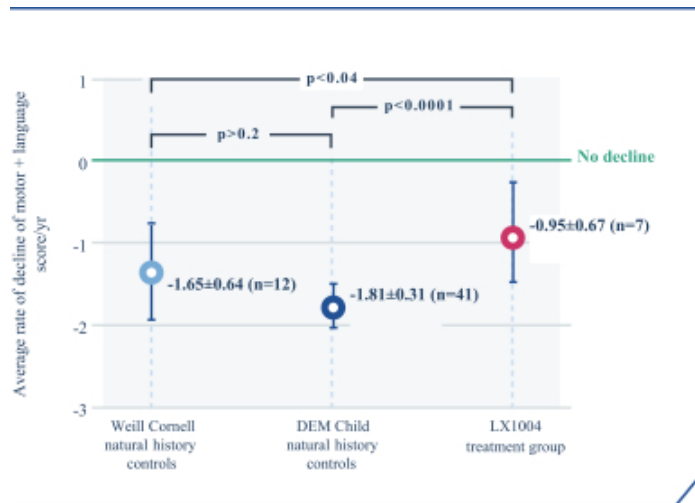 Average rate of decline of motor + language
score/yr
1
0
-1
-2
-3
p<0.04
p<0.0001
p>0.2
No decline
-0.95±0.67 (n=7)
-1.65±0.64 (n=12)
-1.81±0.31 (n=41)
Weill Cornell
natural history
controls
DEM Child
natural history
controls
LX1004
treatment group